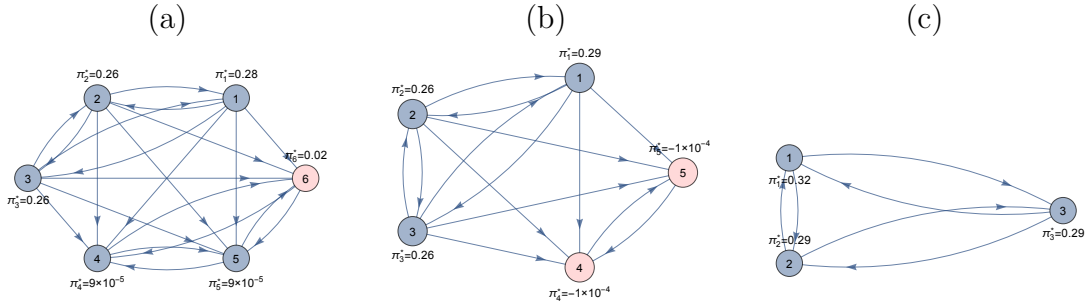 (a)
(b)
(c)
π₂*=0.26
π₁*=0.28
2
1
π₆*=0.02
3
6
π₃*=0.26
4
5
π₄*=9×10⁻⁵
π₅*=9×10⁻⁵
π₁*=0.29
1
π₂*=0.26
2
π₅*=-1×10⁻⁴
5
3
π₃*=0.26
4
π₄*=-1×10⁻⁴
1
π₁*=0.32
3
π₃*=0.29
π₂*=0.29
2